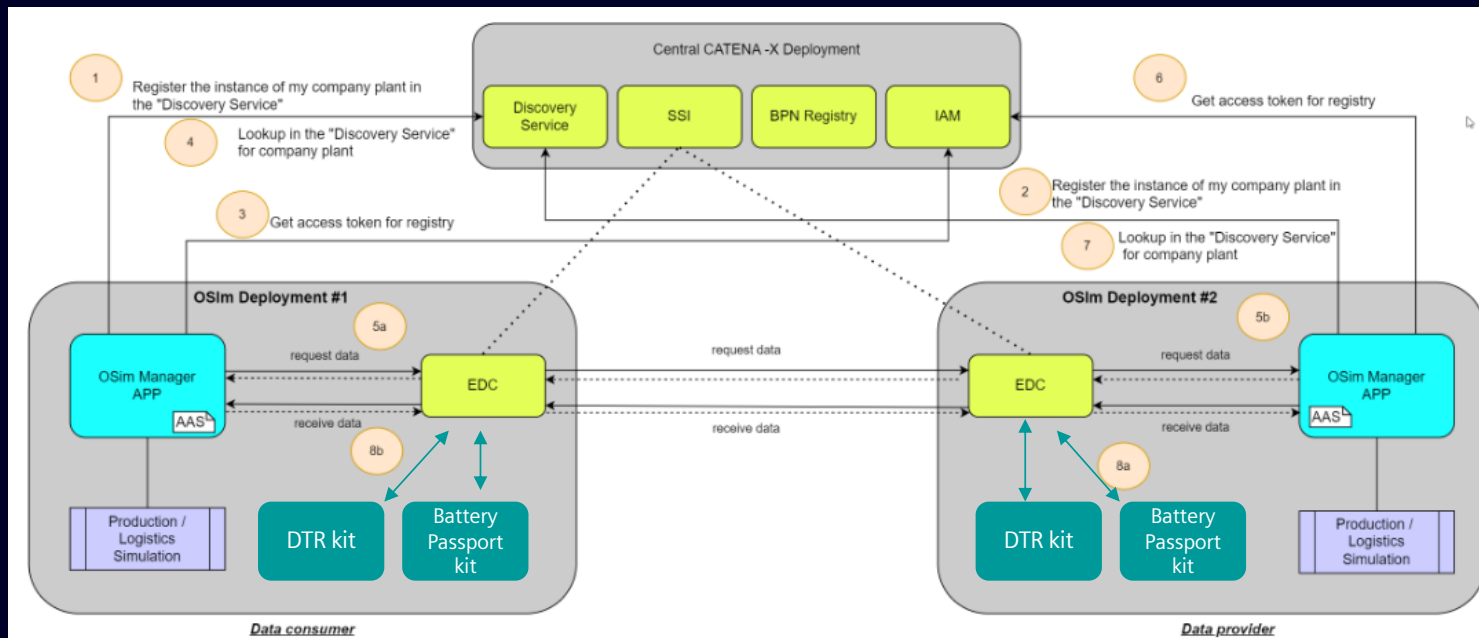 Central CATENA -X Deployment
1
Register the instance of my company plant in
the "Discovery Service"
4
Lookup in the "Discovery Service"
for company plant
Discovery
Service
SSI
BPN Registry
IAM
6
Get access token for registry
2
Register the instance of my company plant in
the "Discovery Service"
3
Get access token for registry
7
Lookup in the "Discovery Service"
for company plant
OSIm Deployment #1
5a
request data
OSim Manager
APP
AAS
EDC
receive data
8b
Production /
Logistics
Simulation
DTR kit
Battery
Passport
kit
Data consumer
request data
receive data
OSIm Deployment #2
5b
request data
EDC
OSim Manager
APP
AAS
receive data
8a
DTR kit
Battery
Passport
kit
Production /
Logistics
Simulation
Data provider